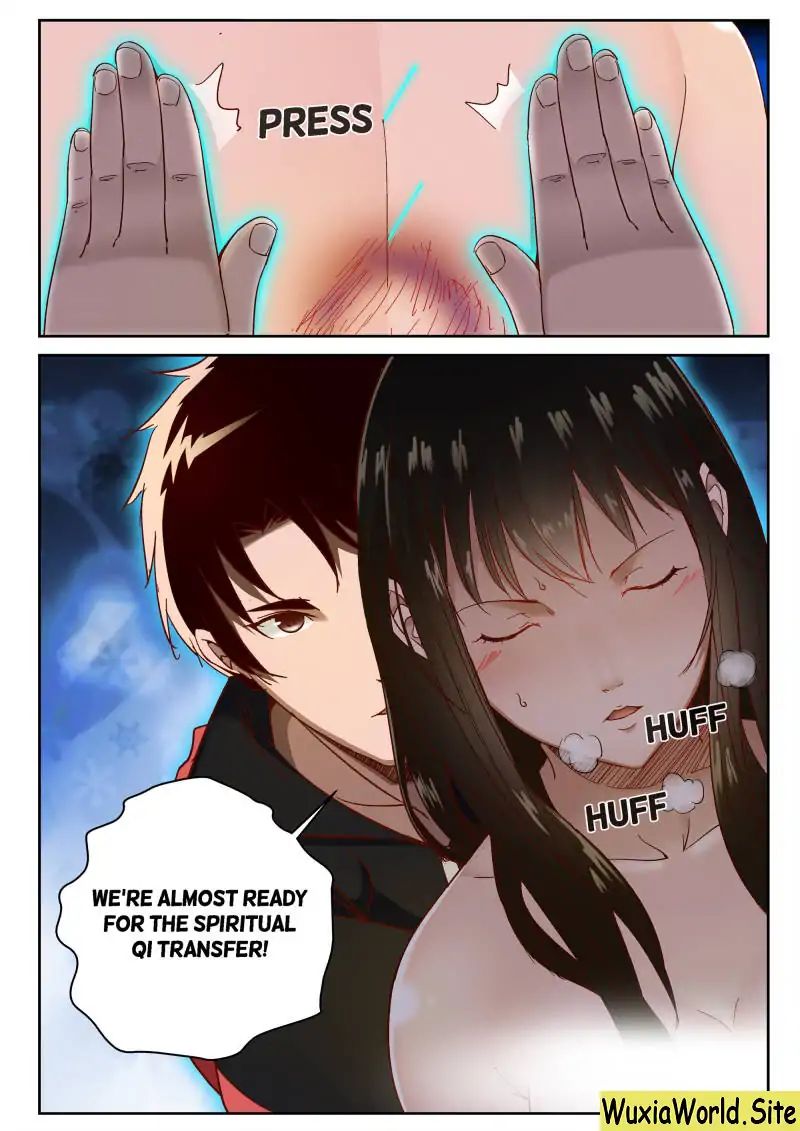 PRESS
HUFF
HUFF
WE'RE ALMOST READY
FOR THE SPIRITUAL
QI TRANSFER!
WuxiaWorld.Site